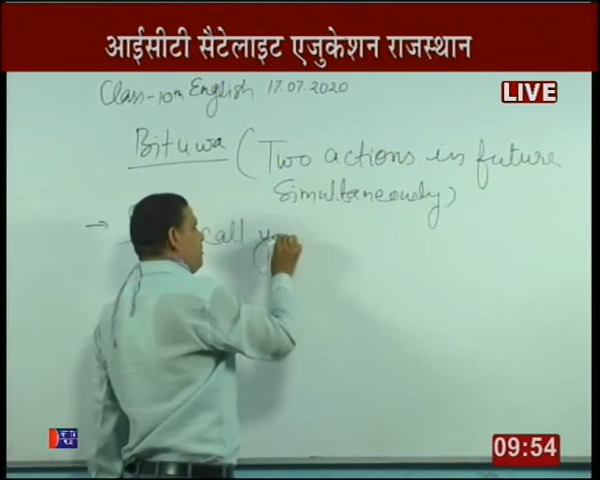 आईसीटी सैटेलाइट एजुकेशन राजस्थान
Class-10th English 17.07.2020
LIVE
Bituwa (Two actions in future
Simultaneously)
→ call
09:54